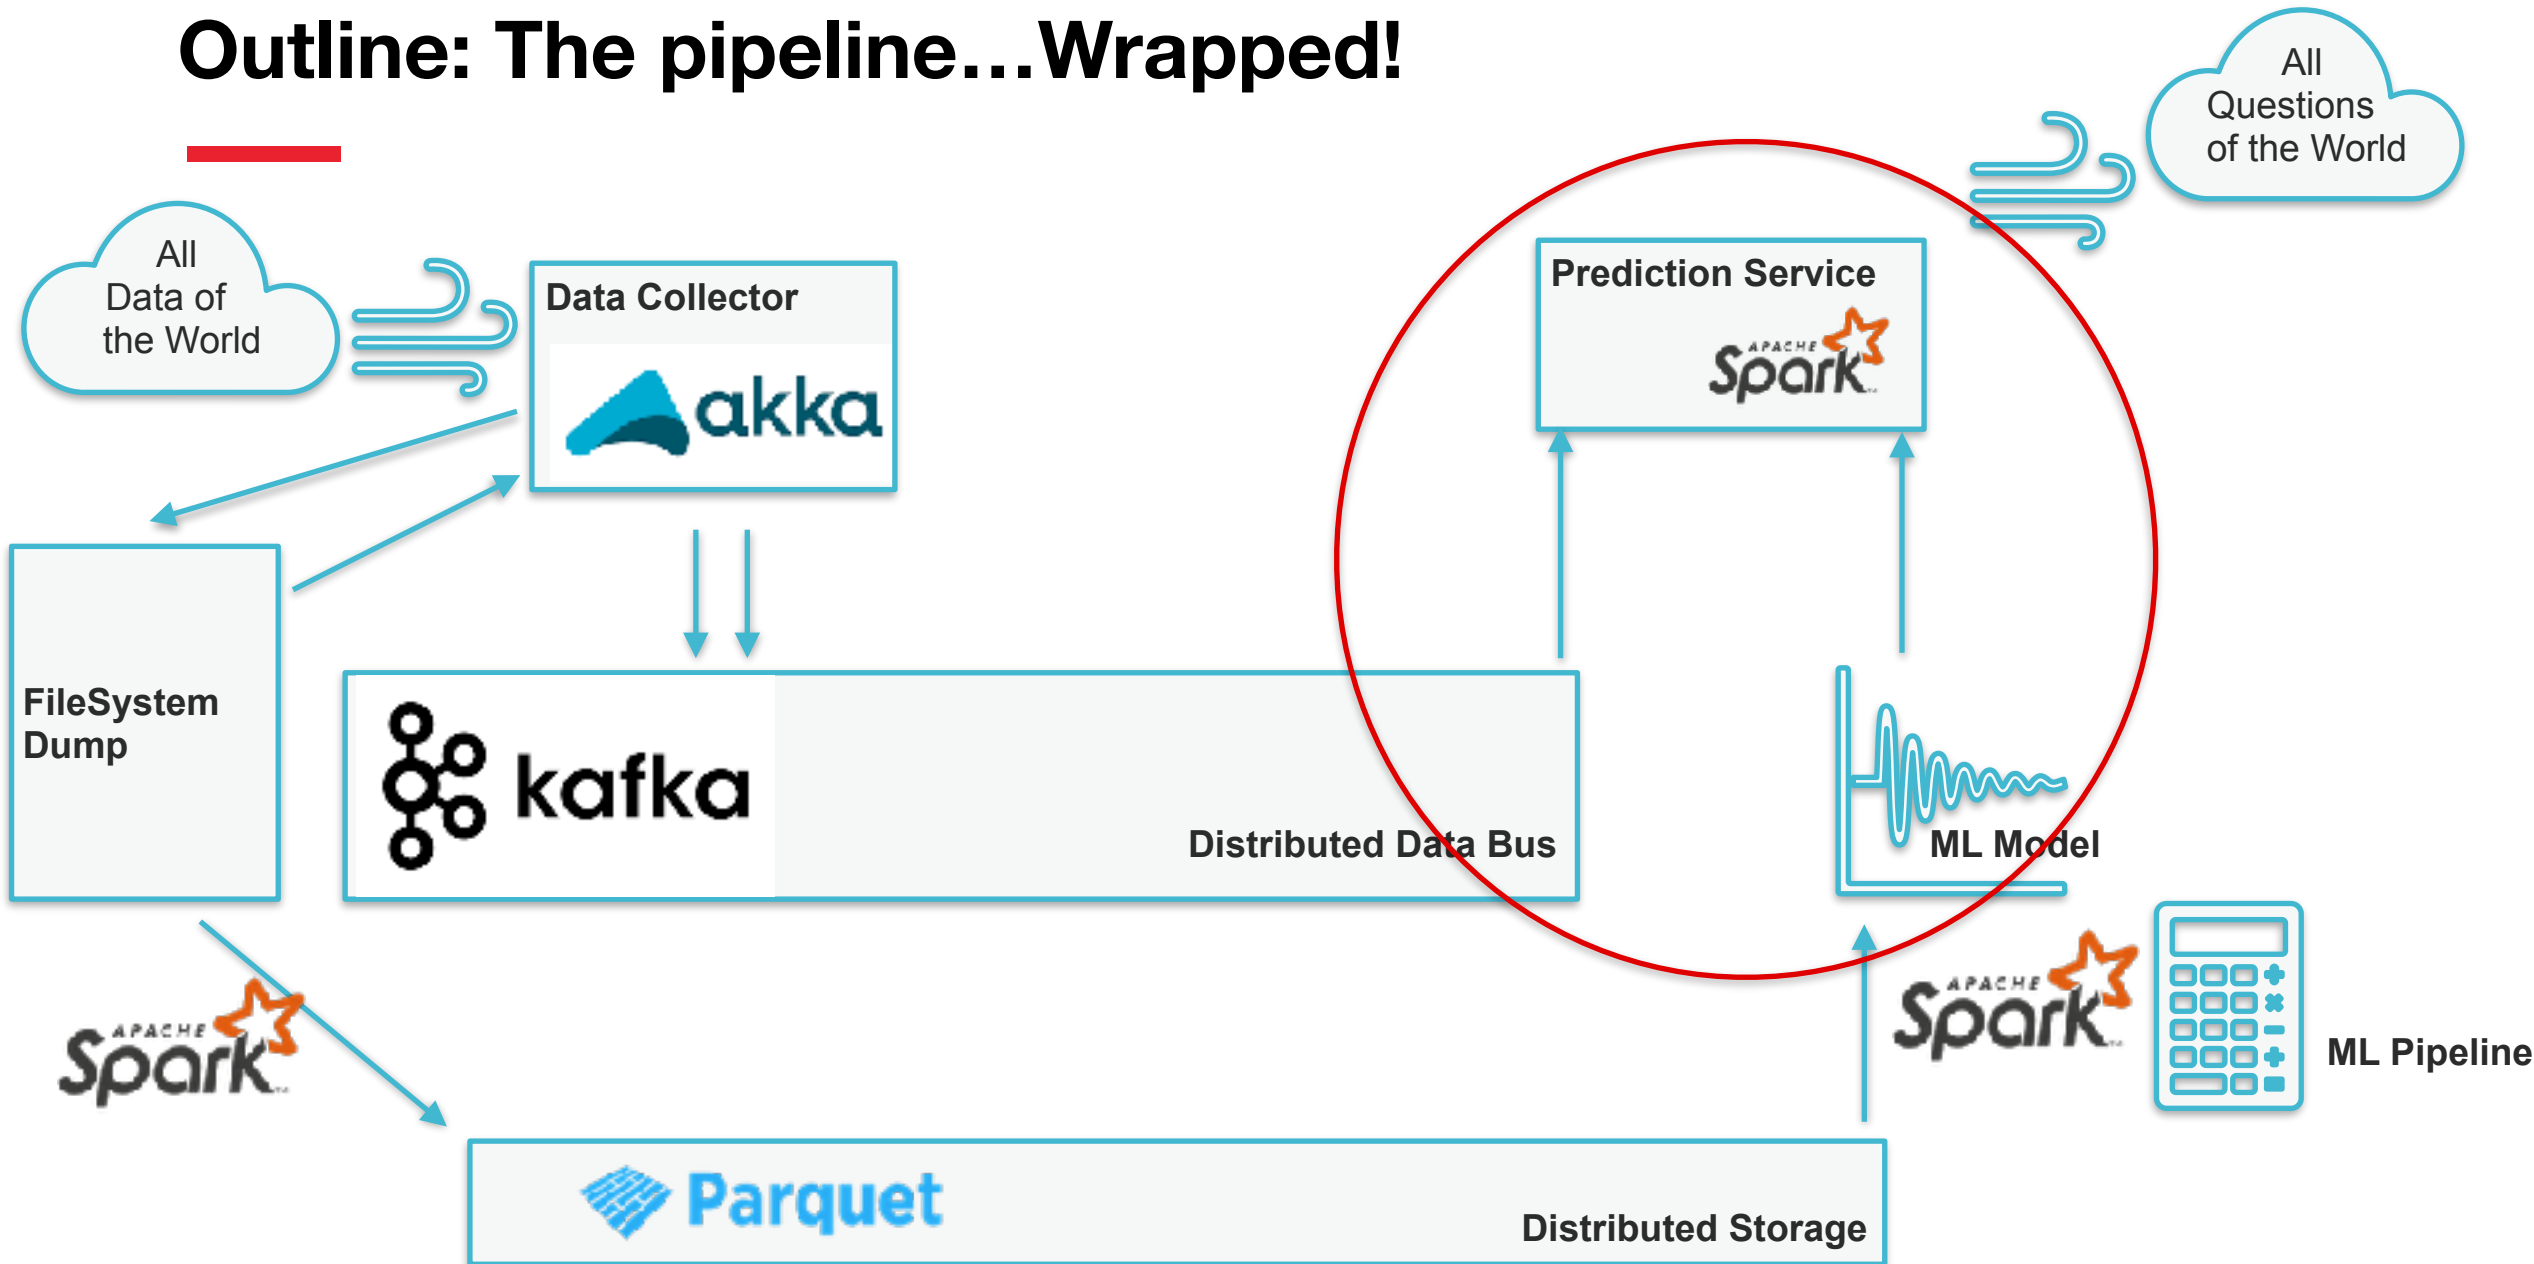 Outline: The pipeline...Wrapped!
All
Questions
of the World
All
Data of
the World
Data Collector
akka
Prediction Service
APACHE
Spark
FileSystem
Dump
kafka
Distributed Data Bus
ML Model
APACHE
Spark
APACHE
Spark
ML Pipeline
Parquet
Distributed Storage